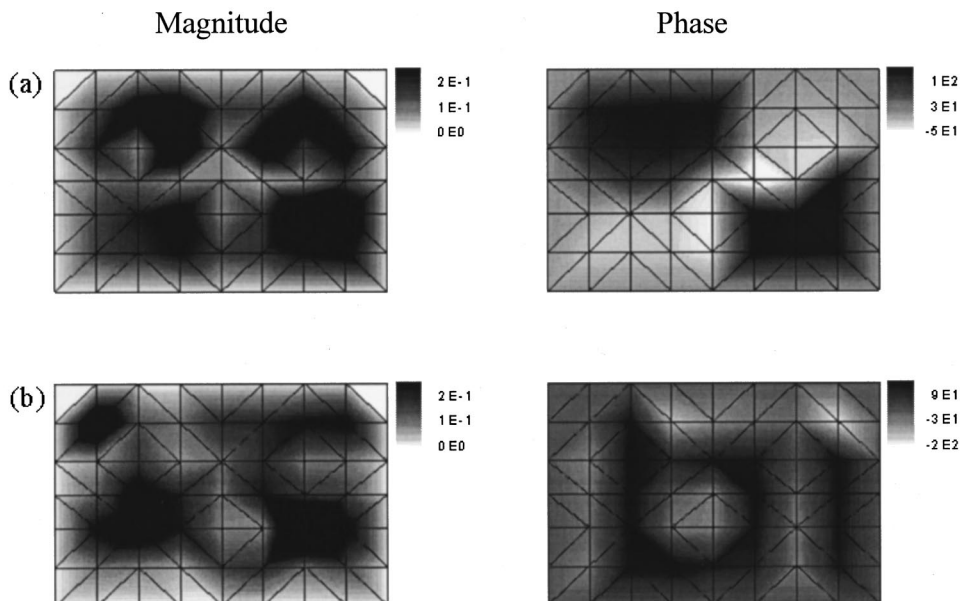 Magnitude Phase
(a)
2 E-1
1 E-1
0 E0
1 E2
3 E1
-5 E1
(b)
2 E-1
1 E-1
0 E0
9 E1
-3 E1
-2 E2